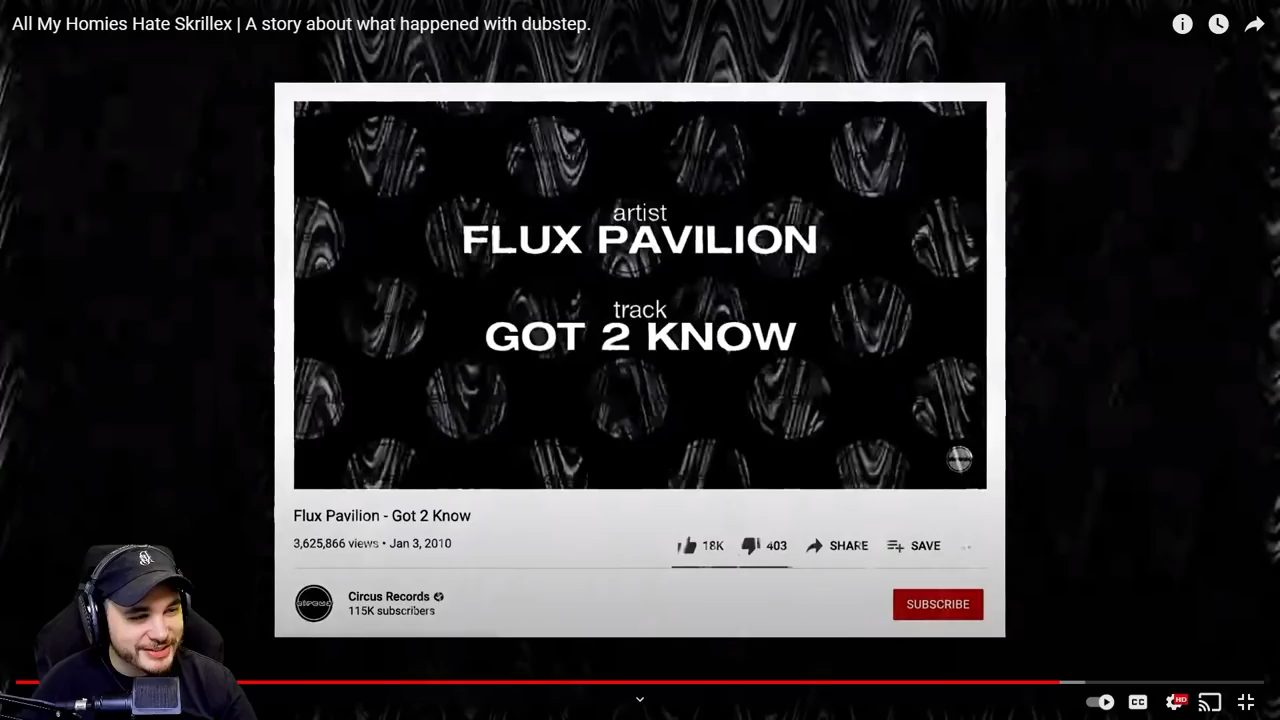 All My Homies Hate Skrillex | A story about what happened with dubstep.
artist
FLUX PAVILION
track
GOT 2 KNOW
Flux Pavilion - Got 2 Know
3,625,866 views • Jan 3, 2010
18K
403
SHARE
SAVE
Circus Records
115K subscribers
SUBSCRIBE
CC
HD